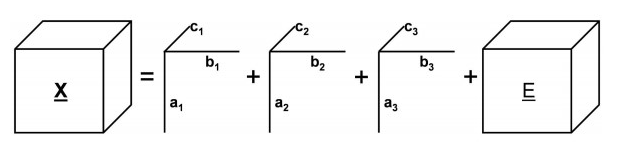 X = a₁ b₁ c₁ + a₂ b₂ c₂ + a₃ b₃ c₃ + E